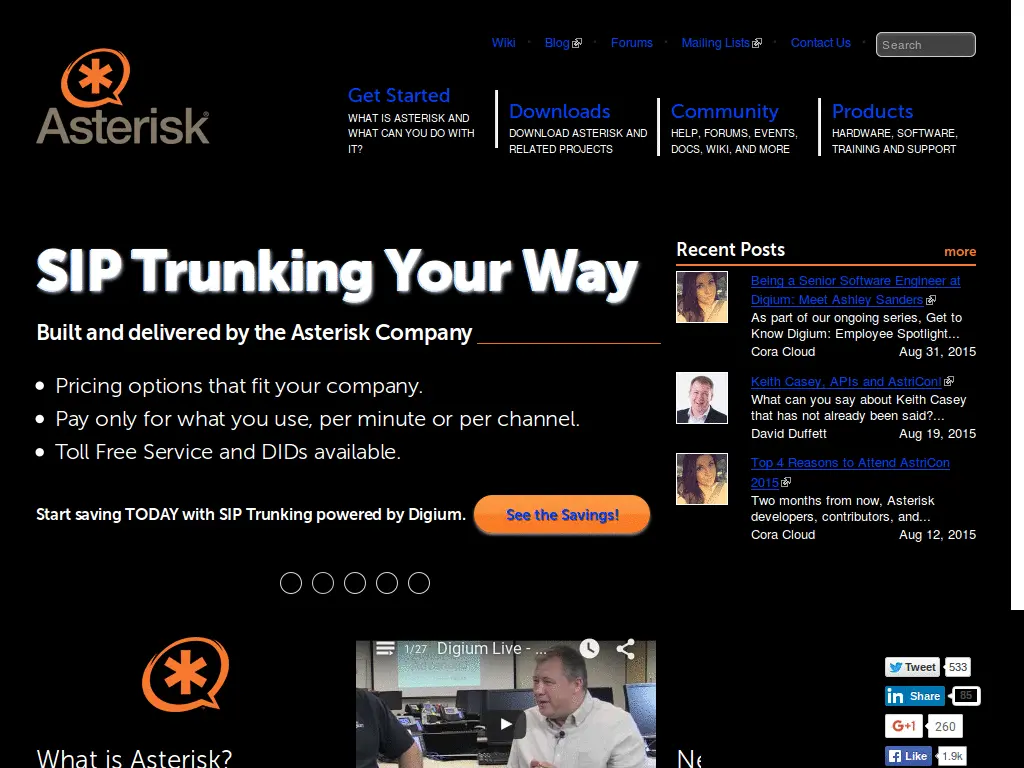 Wiki
Blog
Forums
Mailing Lists
Contact Us
Search
Asterisk
Get Started
WHAT IS ASTERISK AND
WHAT CAN YOU DO WITH
IT?
Downloads
DOWNLOAD ASTERISK AND
RELATED PROJECTS
Community
HELP, FORUMS, EVENTS,
DOCS, WIKI, AND MORE
Products
HARDWARE, SOFTWARE,
TRAINING AND SUPPORT
SIP Trunking Your Way
Built and delivered by the Asterisk Company
Pricing options that fit your company.
Pay only for what you use, per minute or per channel.
Toll Free Service and DIDs available.
Start saving TODAY with SIP Trunking powered by Digium.
See the Savings!
Recent Posts
more
Being a Senior Software Engineer at
Digium: Meet Ashley Sanders
As part of our ongoing series, Get to
Know Digium: Employee Spotlight...
Cora Cloud Aug 31, 2015
Keith Casey, APIs and AstriCon!
What can you say about Keith Casey
that has not already been said?...
David Duffett Aug 19, 2015
Top 4 Reasons to Attend AstriCon
2015
Two months from now, Asterisk
developers, contributors, and...
Cora Cloud Aug 12, 2015
What is Asterisk?
1/27 Digium Live - ...
Ne
Tweet 533
in Share 85
G+1 260
Like 1.9k